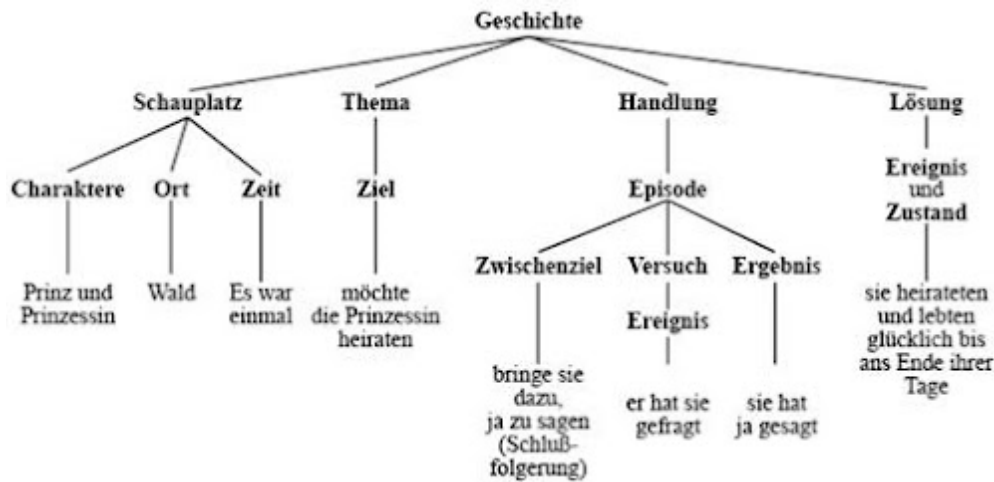 Geschichte
Schauplatz Thema Handlung Lösung
Charaktere Ort Zeit Ziel Episode Ereignis
und
Zustand
Zwischenziel Versuch Ergebnis
Prinz und
Prinzessin
Wald
Es war
einmal
möchte
die Prinzessin
heiraten
Ereignis
bringe sie
dazu,
ja zu sagen
(Schluß-
folgerung)
er hat sie
gefragt
sie hat
ja gesagt
sie heirateten
und lebten
glücklich bis
ans Ende ihrer
Tage